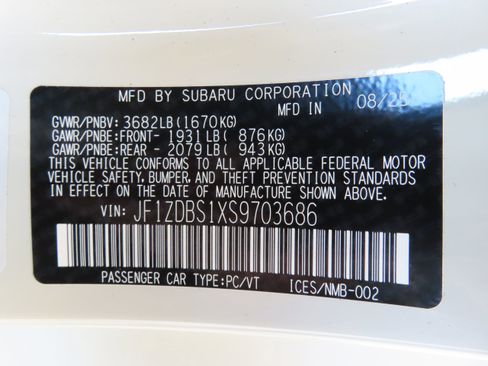 MFD BY SUBARU CORPORATION
MFD IN 08/25
GVWR/PNBV: 3682LB(1670KG)
GAWR/PNBE:FRONT- 1931LB( 876KG)
GAWR/PNBE:REAR - 2079LB( 943KG)
THIS VEHICLE CONFORMS TO ALL APPLICABLE FEDERAL MOTOR
VEHICLE SAFETY, BUMPER, AND THEFT PREVENTION STANDARDS
IN EFFECT ON THE DATE OF MANUFACTURE SHOWN ABOVE.
VIN: JF1ZDBS1XS9703686
PASSENGER CAR TYPE:PC/VT ICES/NMB-002